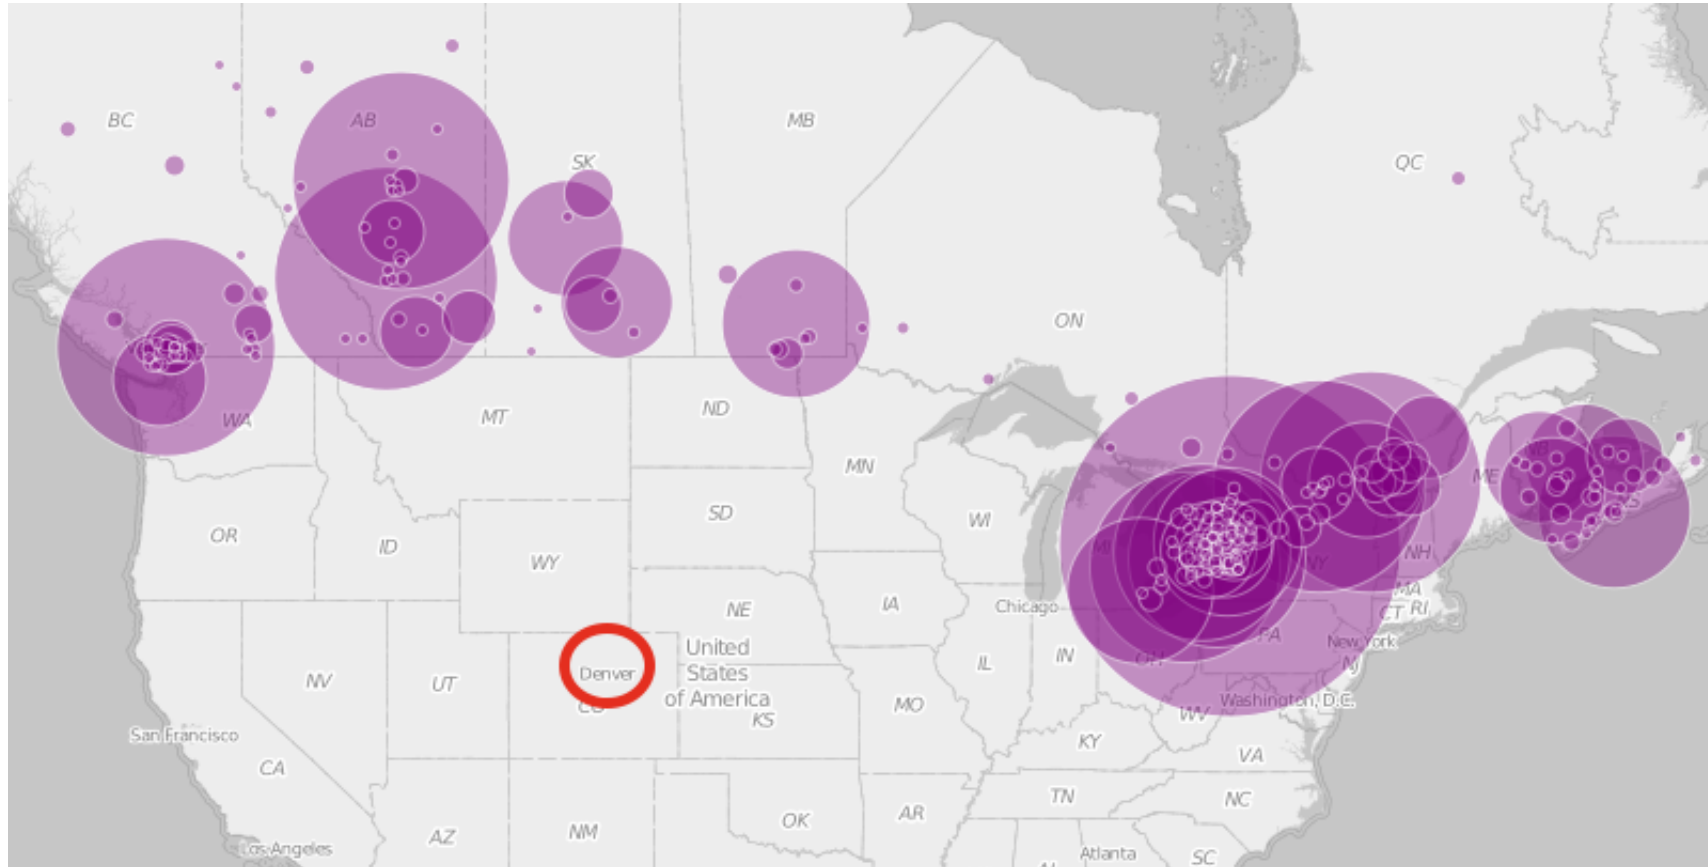 BC
AB
SK
MB
QC
ON
WA
MT
ND
MN
NB
ME
OR
ID
SD
WI
MI
NY
NH
WY
NE
IA
Chicago
MA
CT RI
PA
New York
NJ
OH
IN
IL
NV
UT
Denver
CO
United
States
of America
KS
MO
WV
Washington, D.C.
San Francisco
CA
KY
VA
AZ
NM
OK
AR
TN
NC
Los Angeles
Atlanta
SC